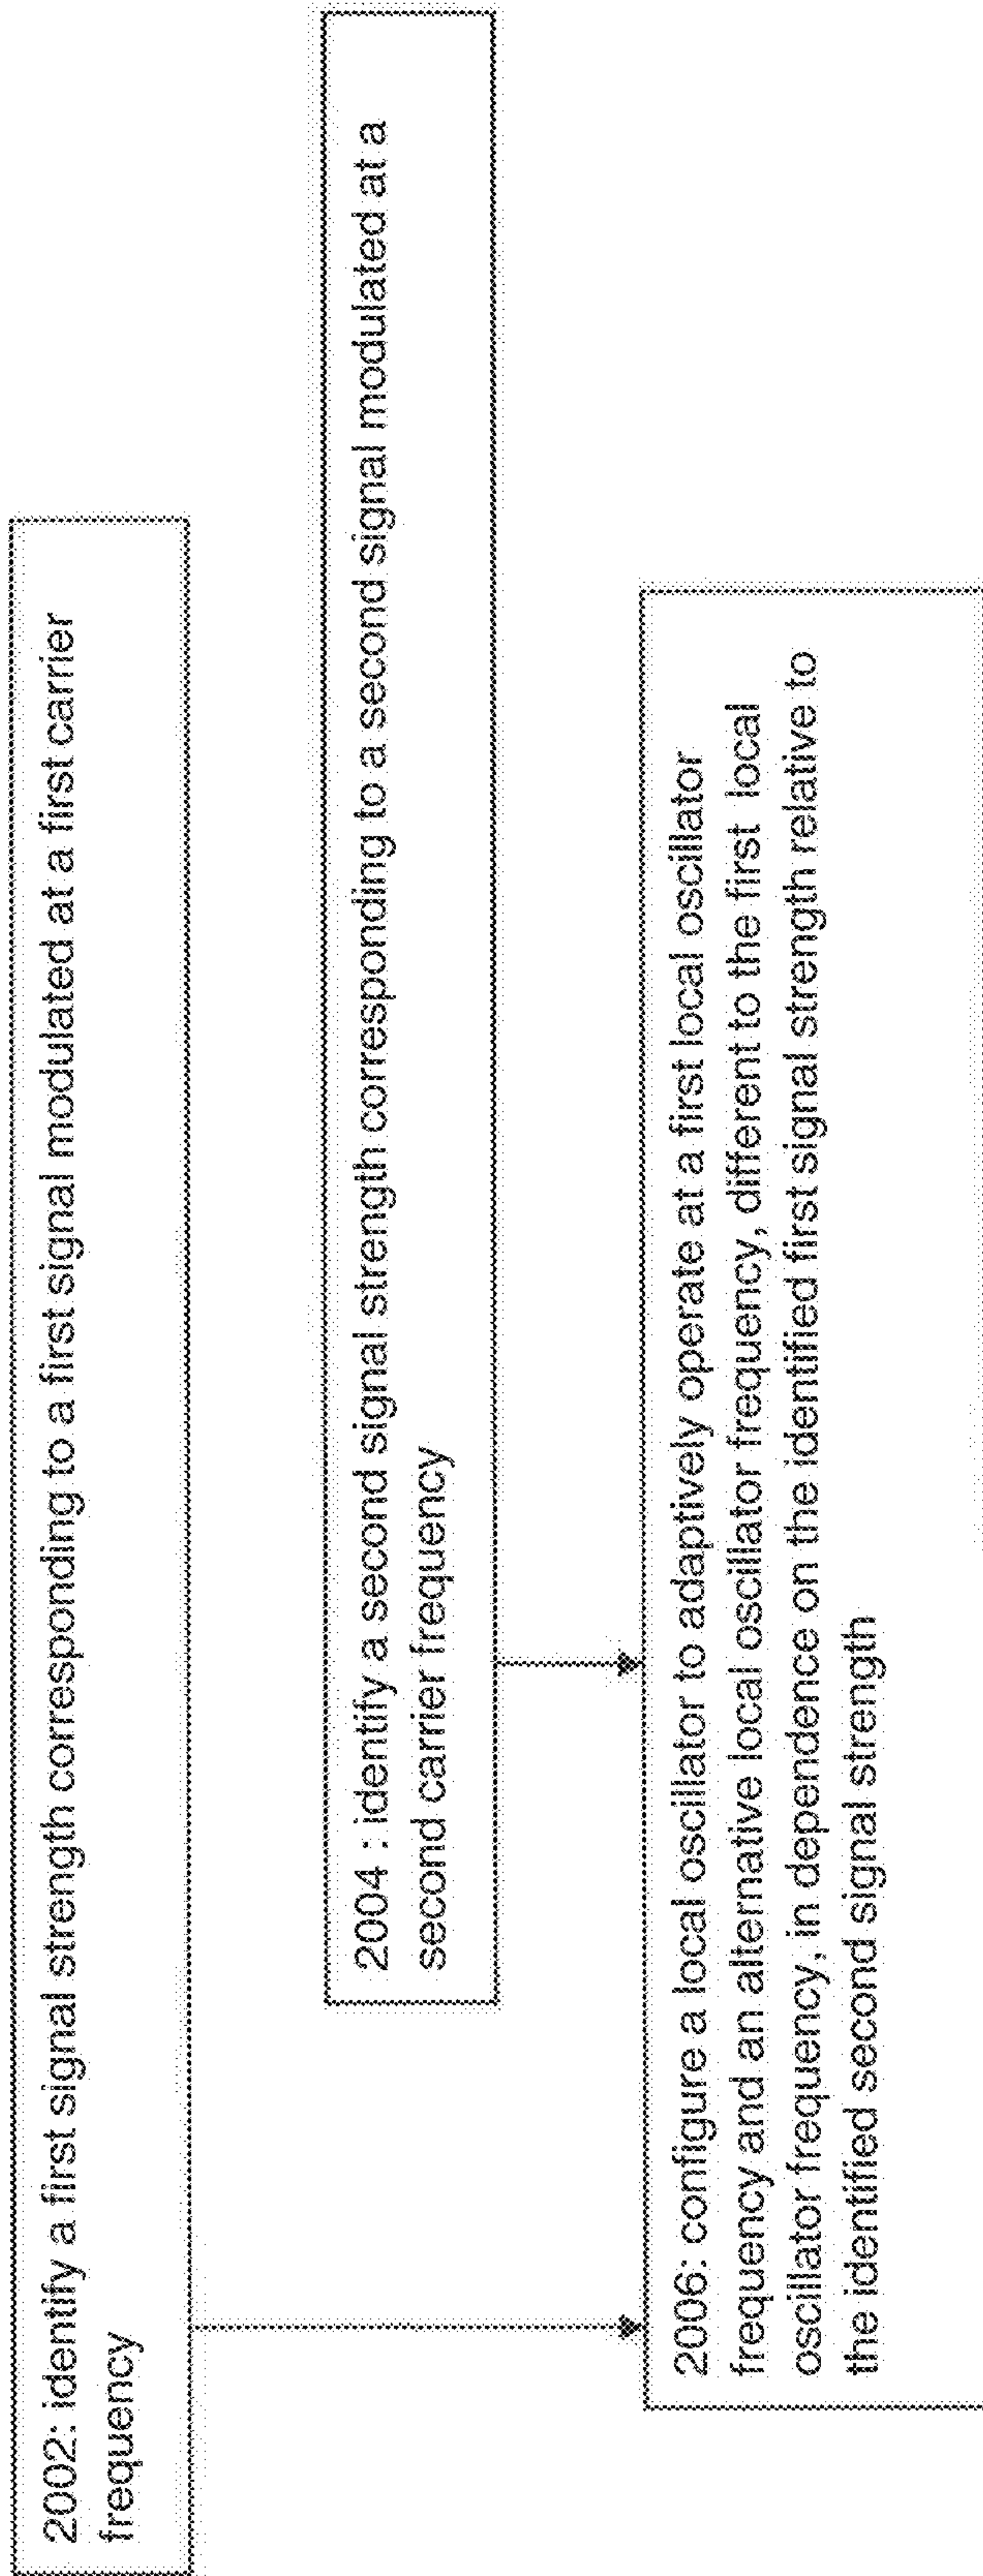 2002: identify a first signal strength corresponding to a first signal modulated at a first carrier
frequency
2004 : identify a second signal strength corresponding to a second signal modulated at a
second carrier frequency
2006: configure a local oscillator to adaptively operate at a first local oscillator
frequency and an alternative local oscillator frequency, different to the first local
oscillator frequency, in dependence on the identified first signal strength relative to
the identified second signal strength